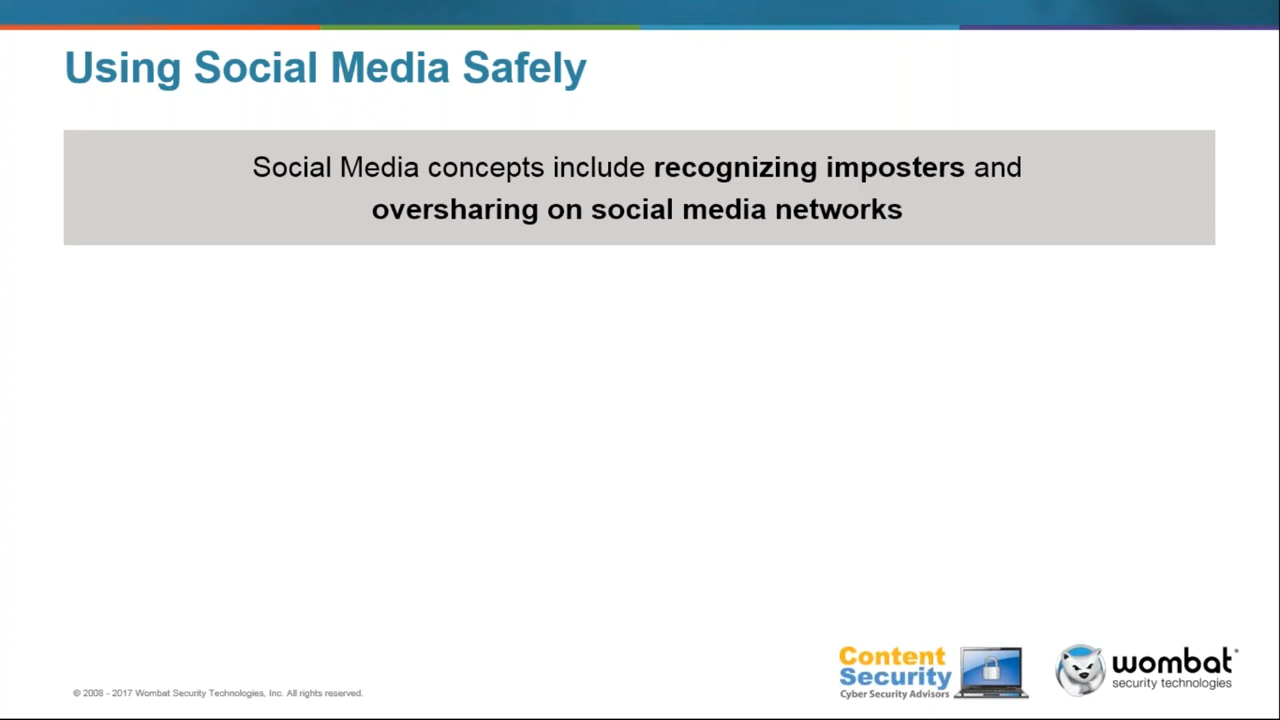 Using Social Media Safely
Social Media concepts include recognizing imposters and
oversharing on social media networks
Content
Security
Cyber Security Advisors
wombat®
security technologies
© 2008 - 2017 Wombat Security Technologies, Inc. All rights reserved.